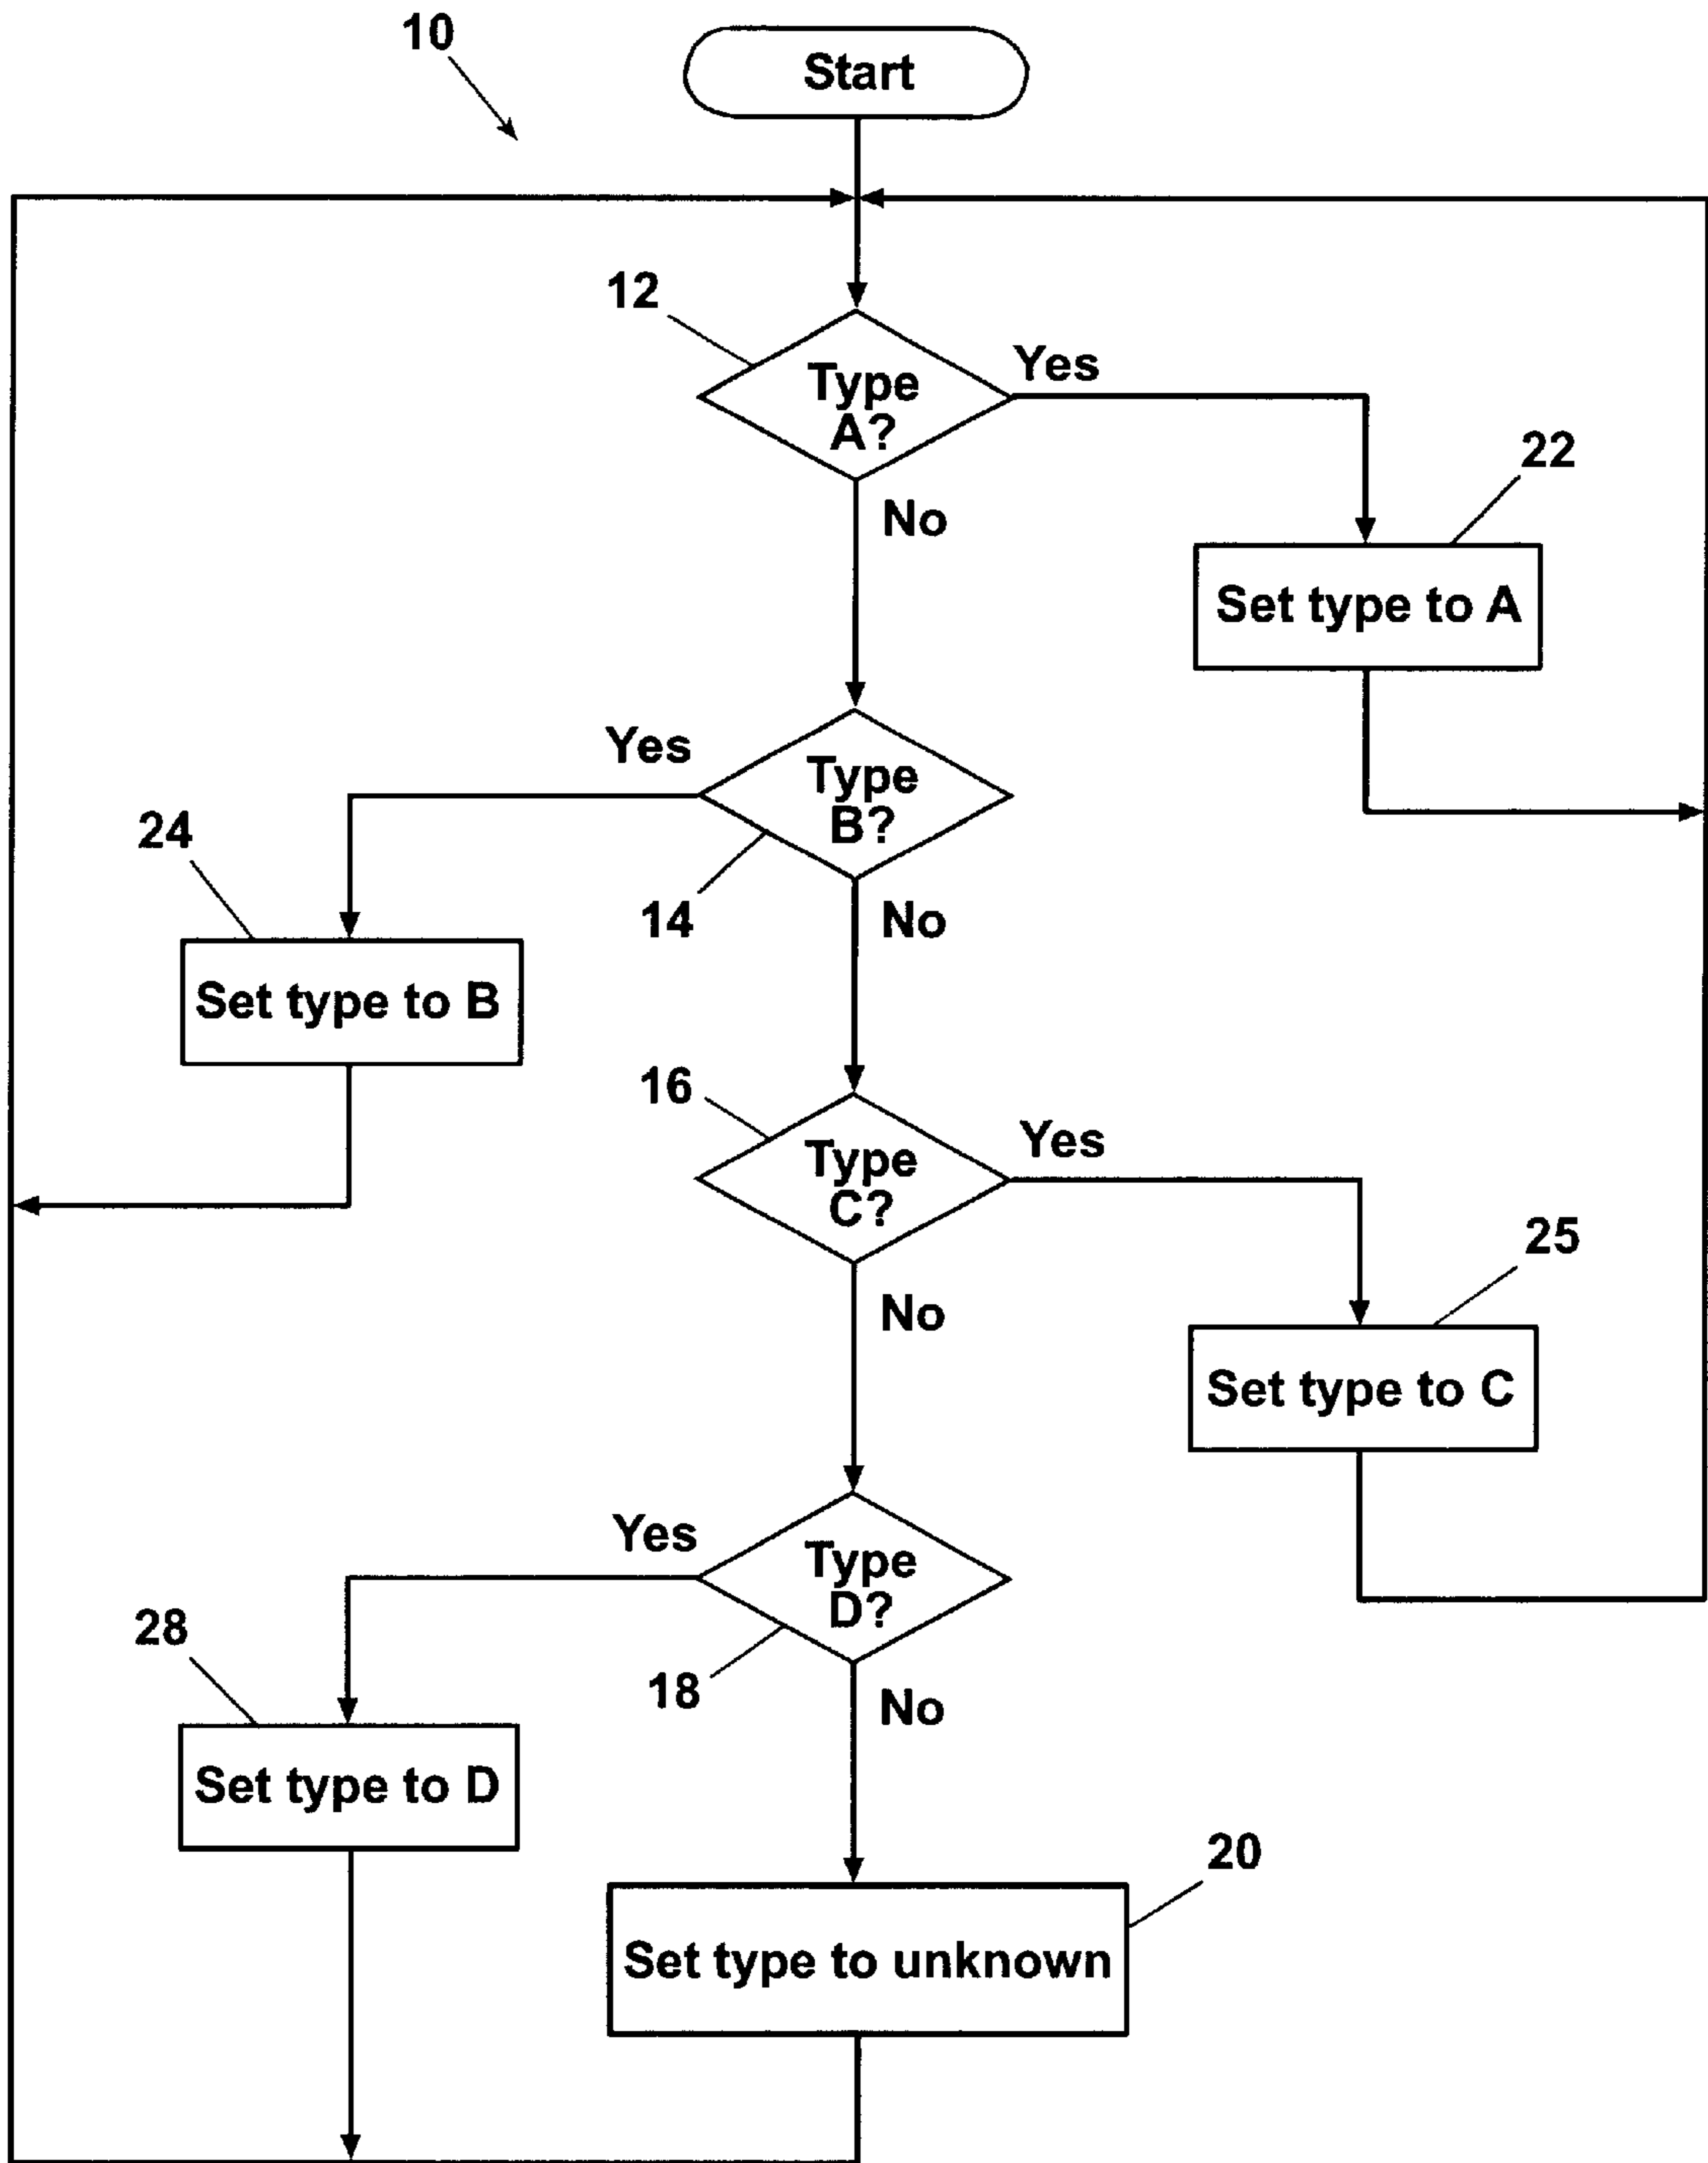 10
Start
12
Type
A?
Yes
No
22
Set type to A
Yes
Type
B?
14
No
24
Set type to B
16
Type
C?
Yes
No
25
Set type to C
Yes
Type
D?
18
No
28
Set type to D
20
Set type to unknown